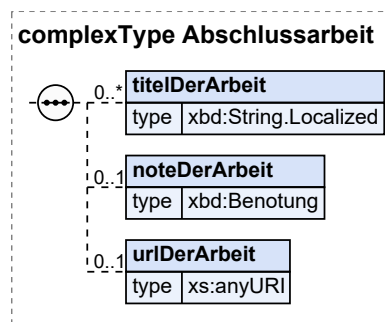 complexType Abschlussarbeit
0..* titelDerArbeit
type xbd:String.Localized
0..1 noteDerArbeit
type xbd:Benotung
0..1 urlDerArbeit
type xs:anyURI